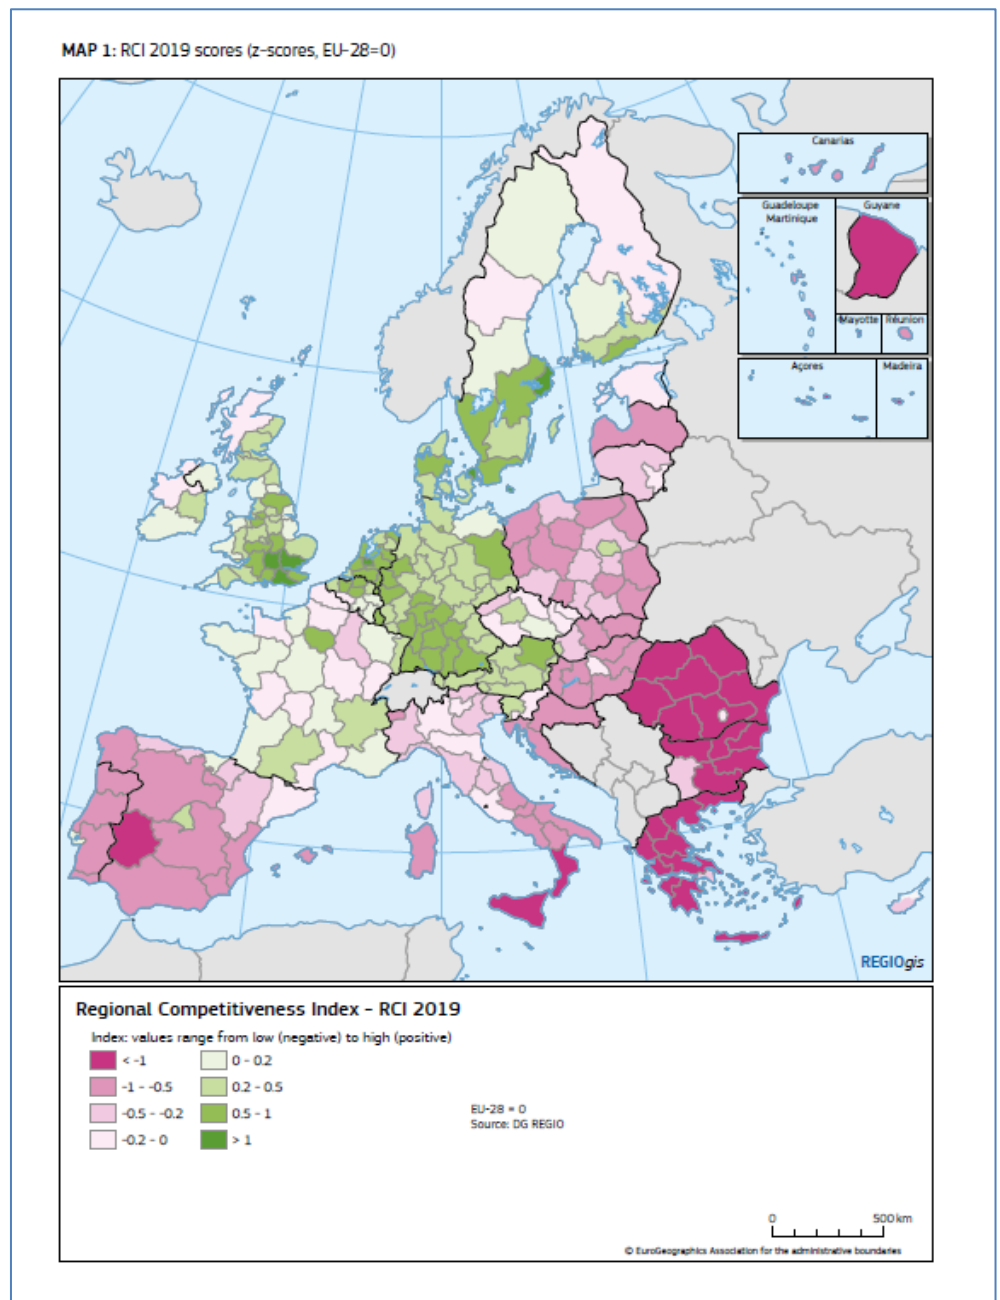 MAP 1: RCI 2019 scores (z-scores, EU-28=0)
Canarias
Guadeloupe
Martinique
Guyane
Mayotte
Réunion
Açores
Madeira
REGIOgis
Regional Competitiveness Index – RCI 2019
Index: values range from low (negative) to high (positive)
< -1
-1 - -0.5
-0.5 - -0.2
-0.2 - 0
0 - 0.2
0.2 - 0.5
0.5 - 1
> 1
EU-28 = 0
Source: DG REGIO
0 500 km
© EuroGeographics Association for the administrative boundaries